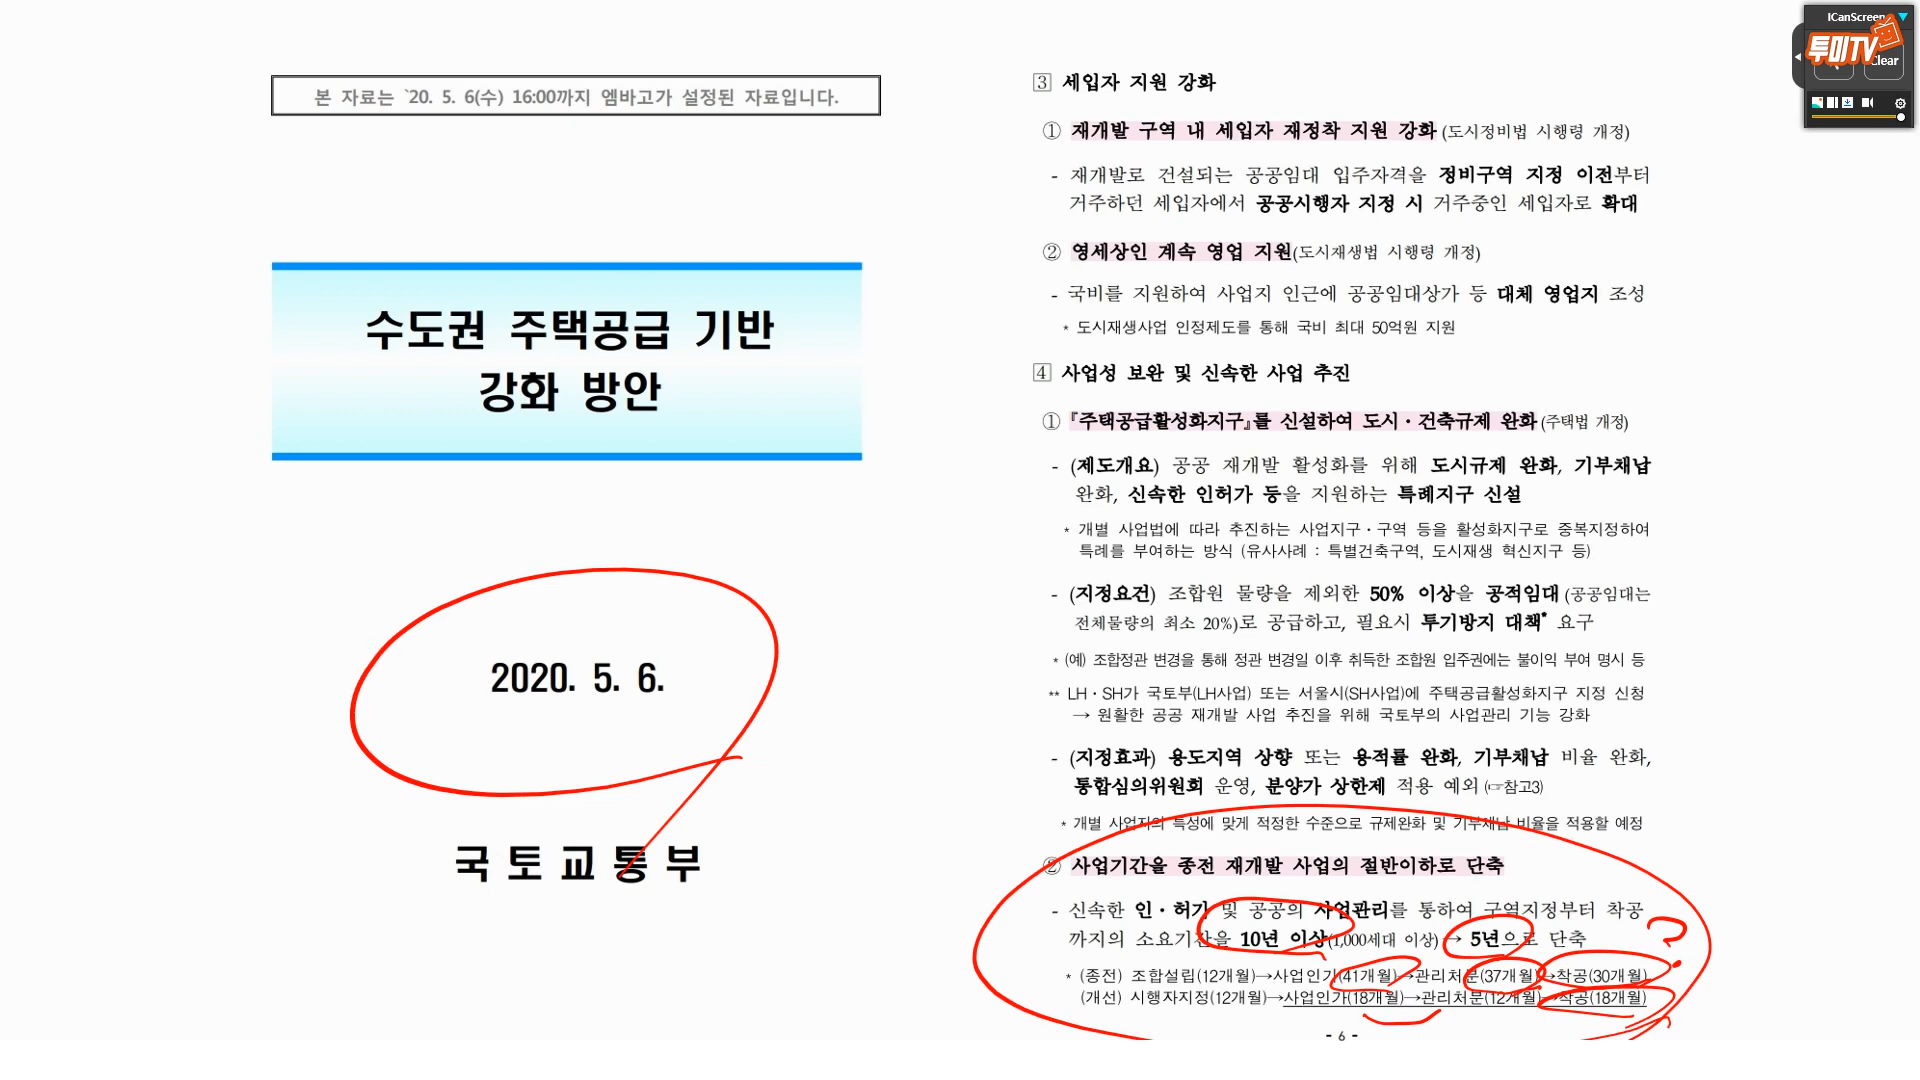 본 자료는 `20. 5. 6(수) 16:00까지 엠바고가 설정된 자료입니다.
수도권 주택공급 기반
강화 방안
2020. 5. 6.
국토교통부
3 세입자 지원 강화
① 재개발 구역 내 세입자 재정착 지원 강화 (도시정비법 시행령 개정)
- 재개발로 건설되는 공공임대 입주자격을 정비구역 지정 이전부터
거주하던 세입자에서 공공시행자 지정 시 거주중인 세입자로 확대
② 영세상인 계속 영업 지원(도시재생법 시행령 개정)
- 국비를 지원하여 사업지 인근에 공공임대상가 등 대체 영업지 조성
* 도시재생사업 인정제도를 통해 국비 최대 50억원 지원
4 사업성 보완 및 신속한 사업 추진
① 『주택공급활성화지구』를 신설하여 도시·건축규제 완화 (주택법 개정)
- (제도개요) 공공 재개발 활성화를 위해 도시규제 완화, 기부채납
완화, 신속한 인허가 등을 지원하는 특례지구 신설
* 개별 사업법에 따라 추진하는 사업지구·구역 등을 활성화지구로 중복지정하여
특례를 부여하는 방식 (유사사례 : 특별건축구역, 도시재생 혁신지구 등)
- (지정요건) 조합원 물량을 제외한 50% 이상을 공적임대 (공공임대는
전체물량의 최소 20%)로 공급하고, 필요시 투기방지 대책* 요구
* (예) 조합정관 변경을 통해 정관 변경일 이후 취득한 조합원 입주권에는 불이익 부여 명시 등
** LH·SH가 국토부(LH사업) 또는 서울시(SH사업)에 주택공급활성화지구 지정 신청
→ 원활한 공공 재개발 사업 추진을 위해 국토부의 사업관리 기능 강화
- (지정효과) 용도지역 상향 또는 용적률 완화, 기부채납 비율 완화,
통합심의위원회 운영, 분양가 상한제 적용 예외 (☞참고3)
* 개별 사업지의 특성에 맞게 적정한 수준으로 규제완화 및 기부채납 비율을 적용할 예정
② 사업기간을 종전 재개발 사업의 절반이하로 단축
- 신속한 인·허가 및 공공의 사업관리를 통하여 구역지정부터 착공
까지의 소요기간을 10년 이상(1,000세대 이상) → 5년으로 단축
?
* (종전) 조합설립(12개월)→사업인가(41개월)→관리처분(37개월)→착공(30개월)
(개선) 시행자지정(12개월)→사업인가(18개월)→관리처분(12개월)→착공(18개월)
- 6 -
ICanScreen
투미TV
Clear